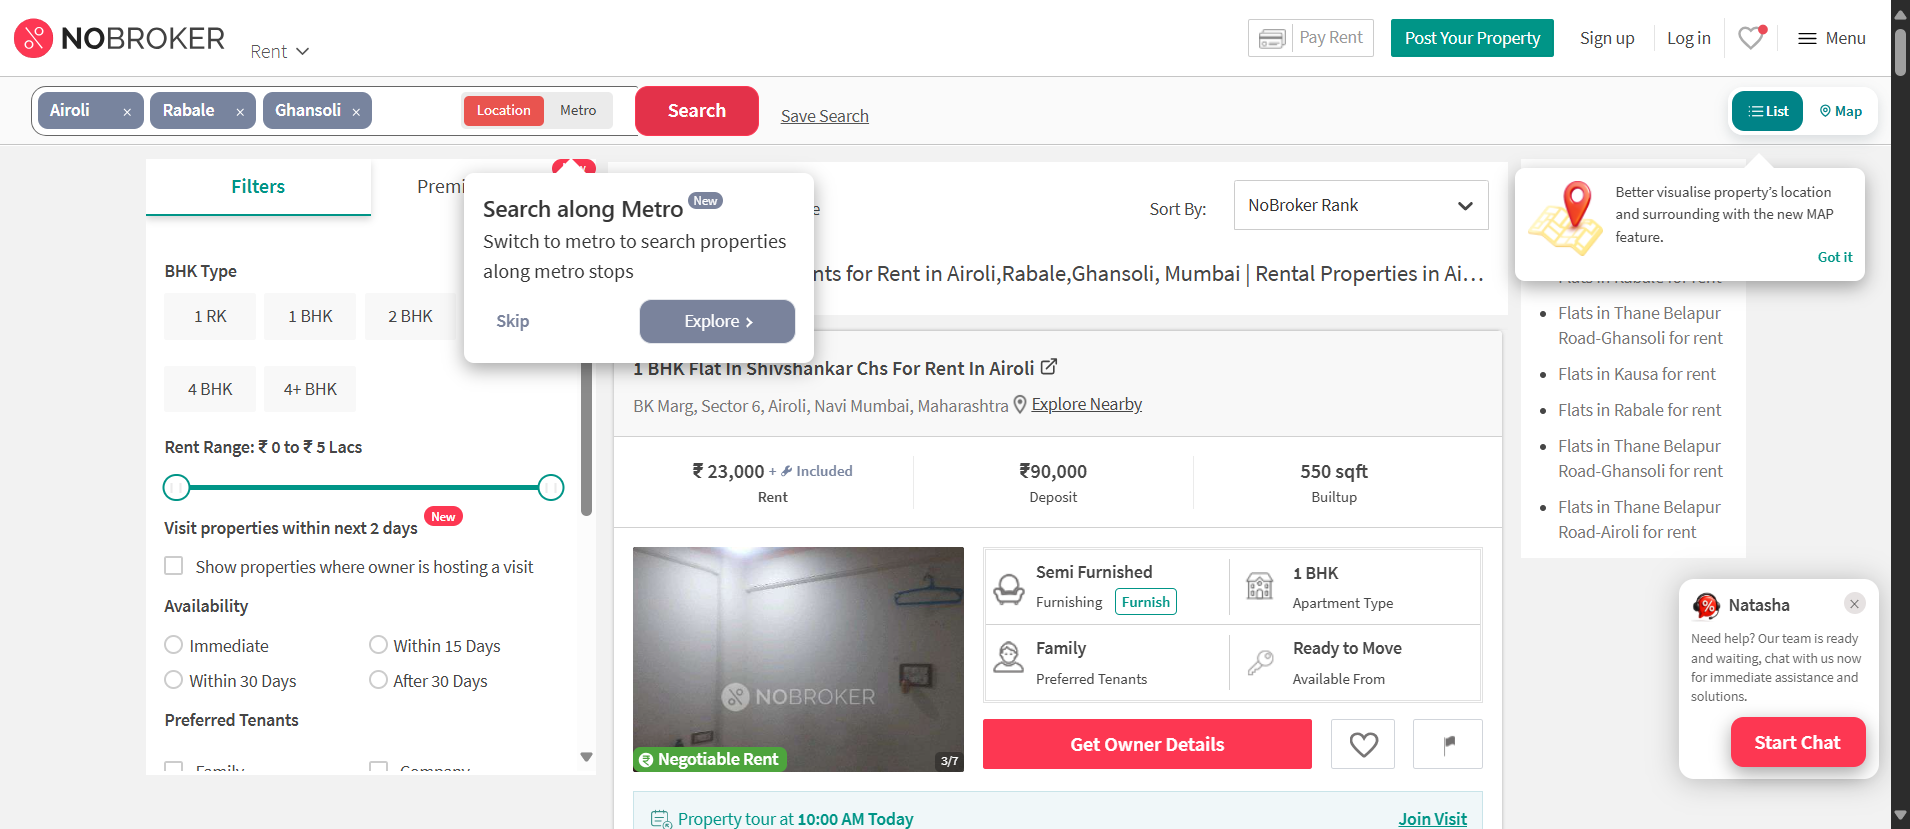 NOBROKER
Rent
Pay Rent
Post Your Property
Sign up
Log in
Menu
Airoli ×
Rabale ×
Ghansoli ×
Location
Metro
Search
Save Search
List
Map
Filters
Premi
Search along Metro New
Switch to metro to search properties
along metro stops
Skip
Explore
Sort By:
NoBroker Rank
nts for Rent in Airoli,Rabale,Ghansoli, Mumbai | Rental Properties in Ai...
Better visualise property's location
and surrounding with the new MAP
feature.
Got it
BHK Type
1 RK
1 BHK
2 BHK
4 BHK
4+ BHK
Rent Range: ₹ 0 to ₹ 5 Lacs
Visit properties within next 2 days New
Show properties where owner is hosting a visit
Availability
Immediate
Within 15 Days
Within 30 Days
After 30 Days
Preferred Tenants
Family
Company
1 BHK Flat In Shivshankar Chs For Rent In Airoli
BK Marg, Sector 6, Airoli, Navi Mumbai, Maharashtra Explore Nearby
₹ 23,000 + Included
Rent
₹90,000
Deposit
550 sqft
Builtup
NOBROKER
Negotiable Rent
3/7
Semi Furnished
Furnishing Furnish
1 BHK
Apartment Type
Family
Preferred Tenants
Ready to Move
Available From
Get Owner Details
Property tour at 10:00 AM Today
Join Visit
Flats in Rabale for rent
Flats in Thane Belapur
Road-Ghansoli for rent
Flats in Kausa for rent
Flats in Rabale for rent
Flats in Thane Belapur
Road-Ghansoli for rent
Flats in Thane Belapur
Road-Airoli for rent
Natasha
Need help? Our team is ready
and waiting, chat with us now
for immediate assistance and
solutions.
Start Chat